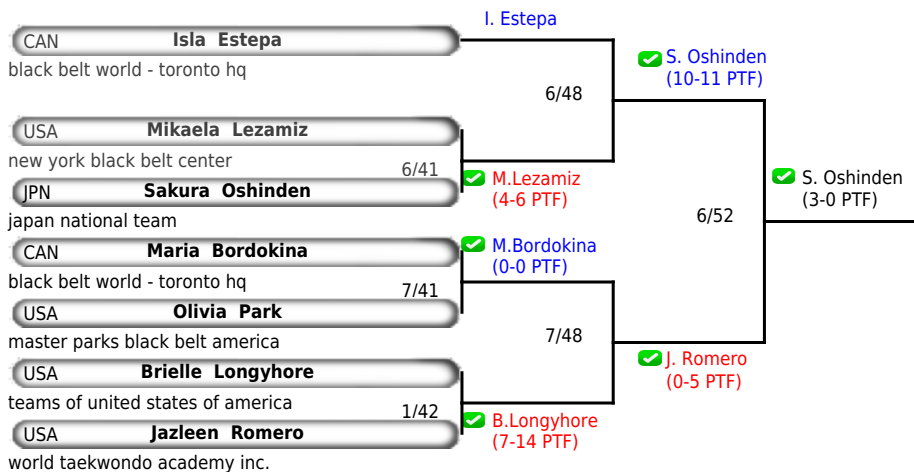 I. Estepa
CAN Isla Estepa
black belt world - toronto hq
S. Oshinden
(10-11 PTF)
6/48
USA Mikaela Lezamiz
new york black belt center
6/41
M.Lezamiz
(4-6 PTF)
JPN Sakura Oshinden
japan national team
S. Oshinden
(3-0 PTF)
6/52
CAN Maria Bordokina
black belt world - toronto hq
M.Bordokina
(0-0 PTF)
7/41
USA Olivia Park
master parks black belt america
7/48
USA Brielle Longyhore
teams of united states of america
J. Romero
(0-5 PTF)
1/42
B.Longyhore
(7-14 PTF)
USA Jazleen Romero
world taekwondo academy inc.